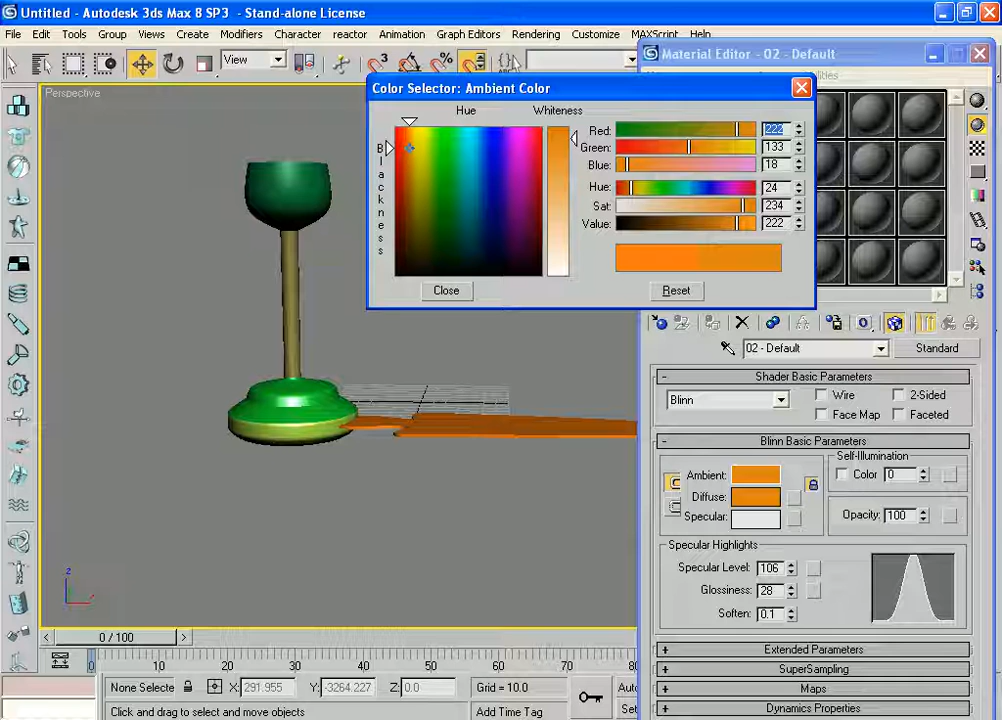 Untitled - Autodesk 3ds Max 8 SP3 - Stand-alone License
File Edit Tools Group Views Create Modifiers Character reactor Animation Graph Editors Rendering Customize MAXScript Help
View
Material Editor - 02 - Default
Perspective
Color Selector: Ambient Color
Hue Whiteness
Blackness
Red: 222
Green: 133
Blue: 18
Hue: 24
Sat: 234
Value: 222
Close Reset
02 - Default Standard
- Shader Basic Parameters
Blinn Wire 2-Sided
Face Map Faceted
- Blinn Basic Parameters
Self-Illumination
Ambient: Color 0
Diffuse:
Specular: Opacity: 100
Specular Highlights
Specular Level: 106
Glossiness: 28
Soften: 0.1
+ Extended Parameters
+ SuperSampling
+ Maps
+ Dynamics Properties
z
0 / 100
0 10 20 30 40 50 60 70
None Selecte X: 291.955 Y: -3264.227 Z: 0.0 Grid = 10.0
Click and drag to select and move objects Add Time Tag